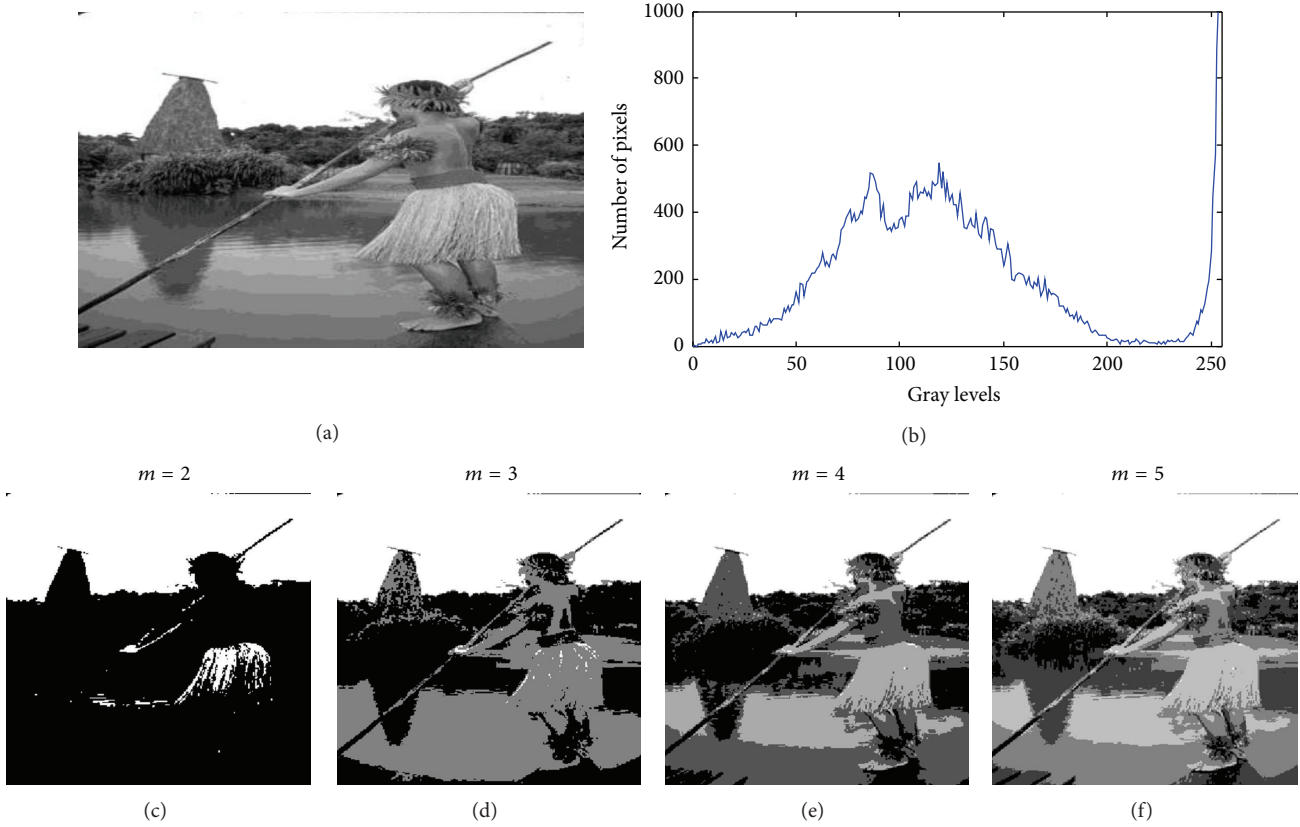 1000
800
600
400
200
0
Number of pixels
0 50 100 150 200 250
Gray levels
(a)
(b)
m = 2
m = 3
m = 4
m = 5
(c)
(d)
(e)
(f)